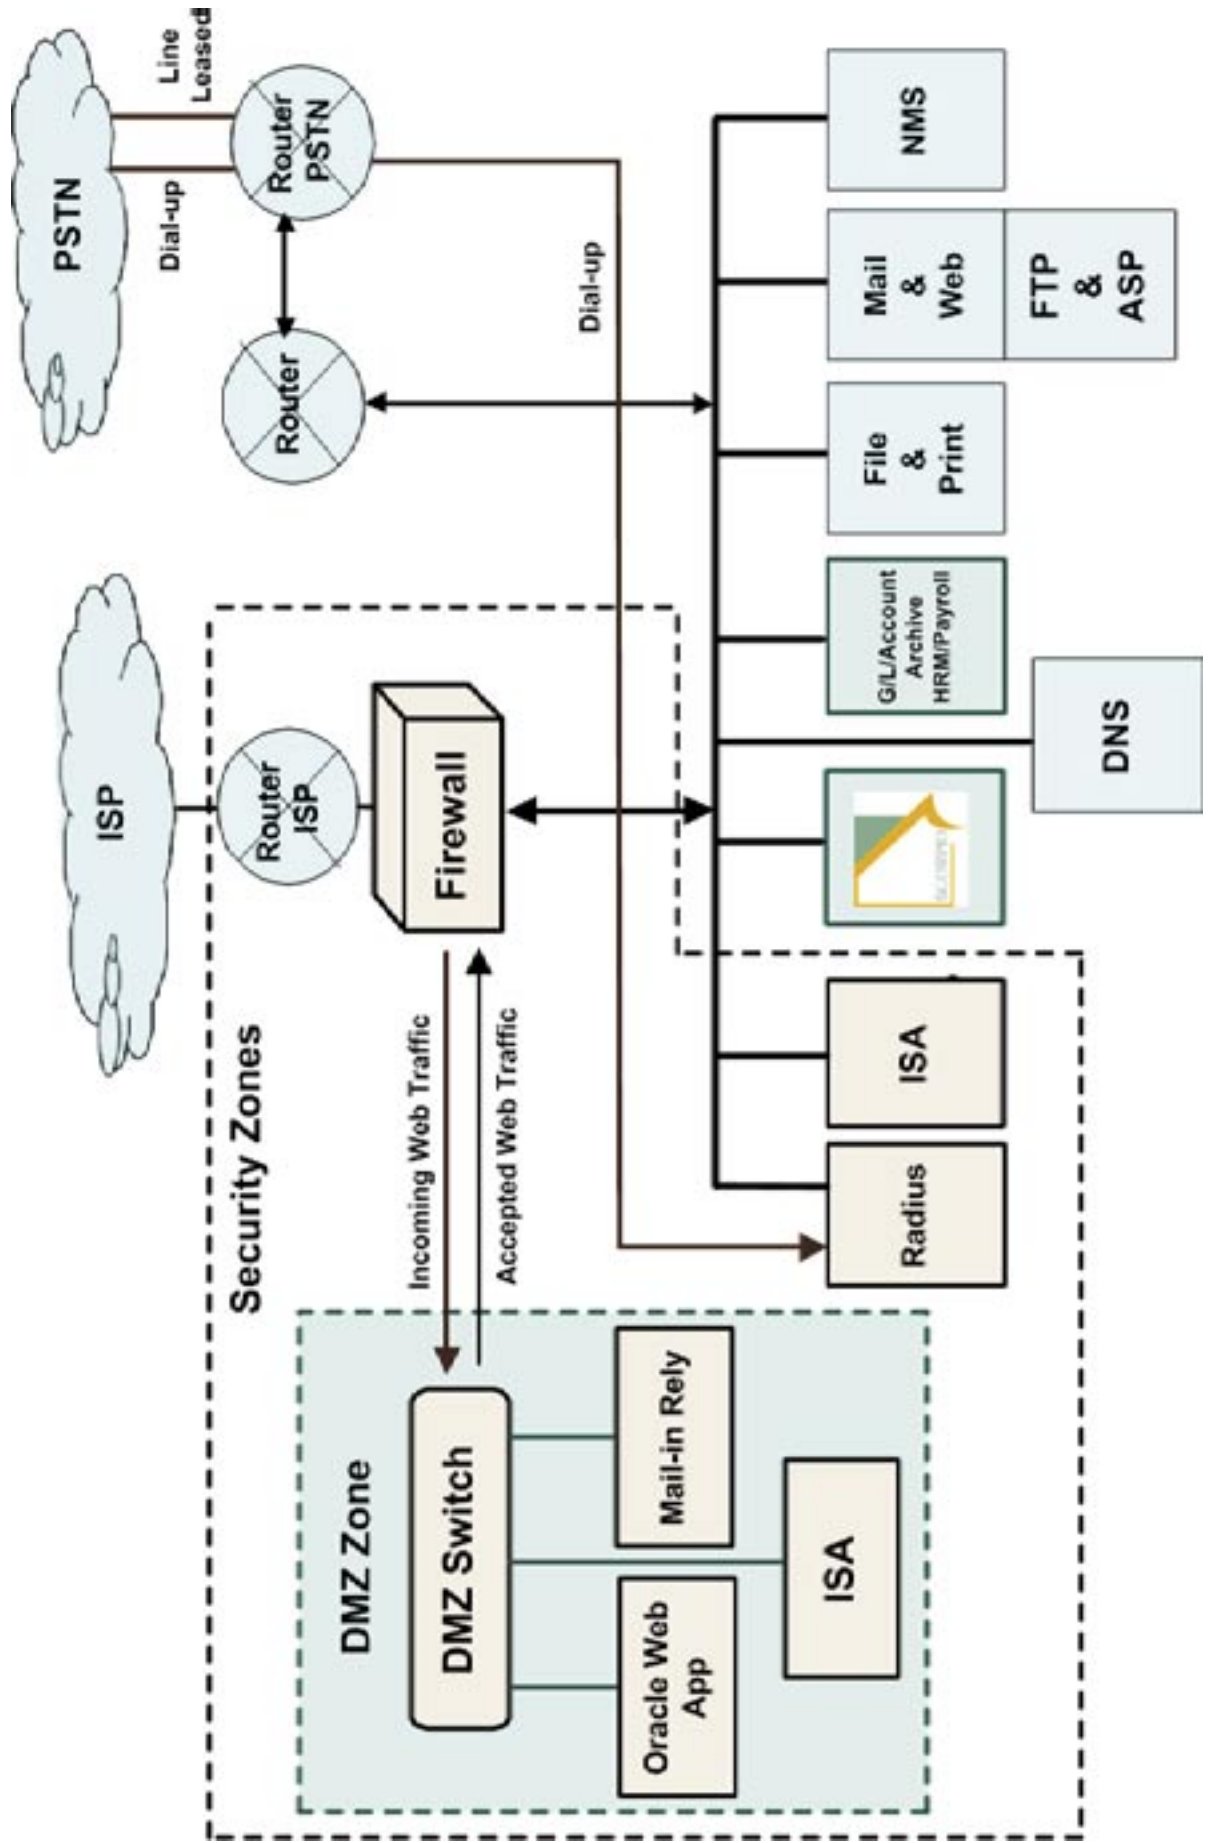 Security Zones
DMZ Zone
DMZ Switch
Oracle Web
App
Mail-in Rely
ISA
Incoming Web Traffic
Accepted Web Traffic
ISP
Router
ISP
Firewall
PSTN
Dial-up
Line
Leased
Router
PSTN
Router
Dial-up
Radius
ISA
DNS
G/L/Account
Archive
HRM/Payroll
File
&
Print
Mail
&
Web
FTP
&
ASP
NMS